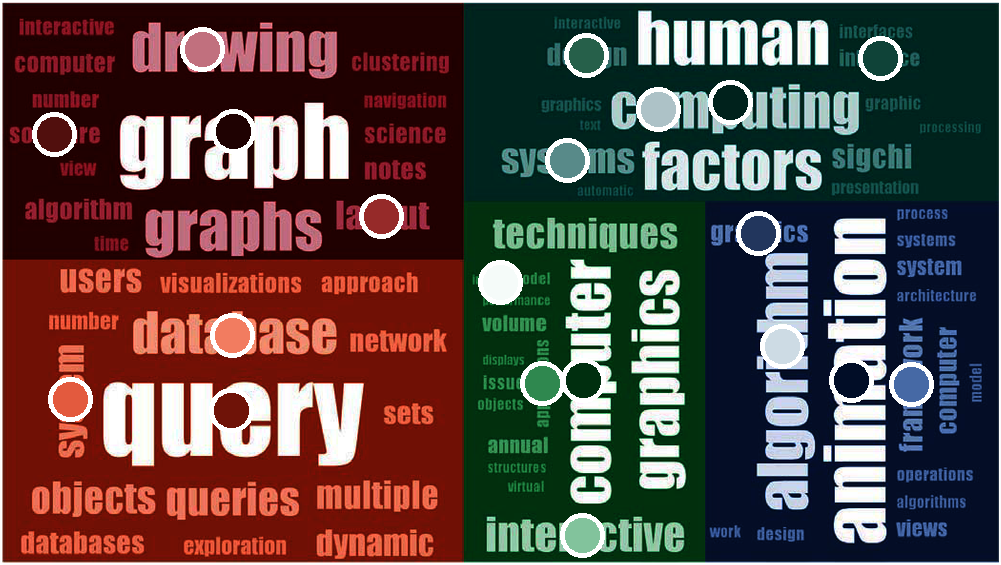 interactive
drawing
computer
clustering
number
navigation
software
graph
science
view
notes
algorithm
graphs
layout
time
interactive
human
interfaces
design
interface
graphics
computing
graphic
text
processing
systems
factors
sigchi
automatic
presentation
users
visualizations
approach
number
database
network
system
query
sets
objects
queries
multiple
databases
exploration
dynamic
techniques
model
performance
volume
displays
issues
objects
computer
graphics
annual
structures
virtual
interactive
graphics
process
systems
system
architecture
algorithm
animation
framework
computer
model
operations
algorithms
work
design
views